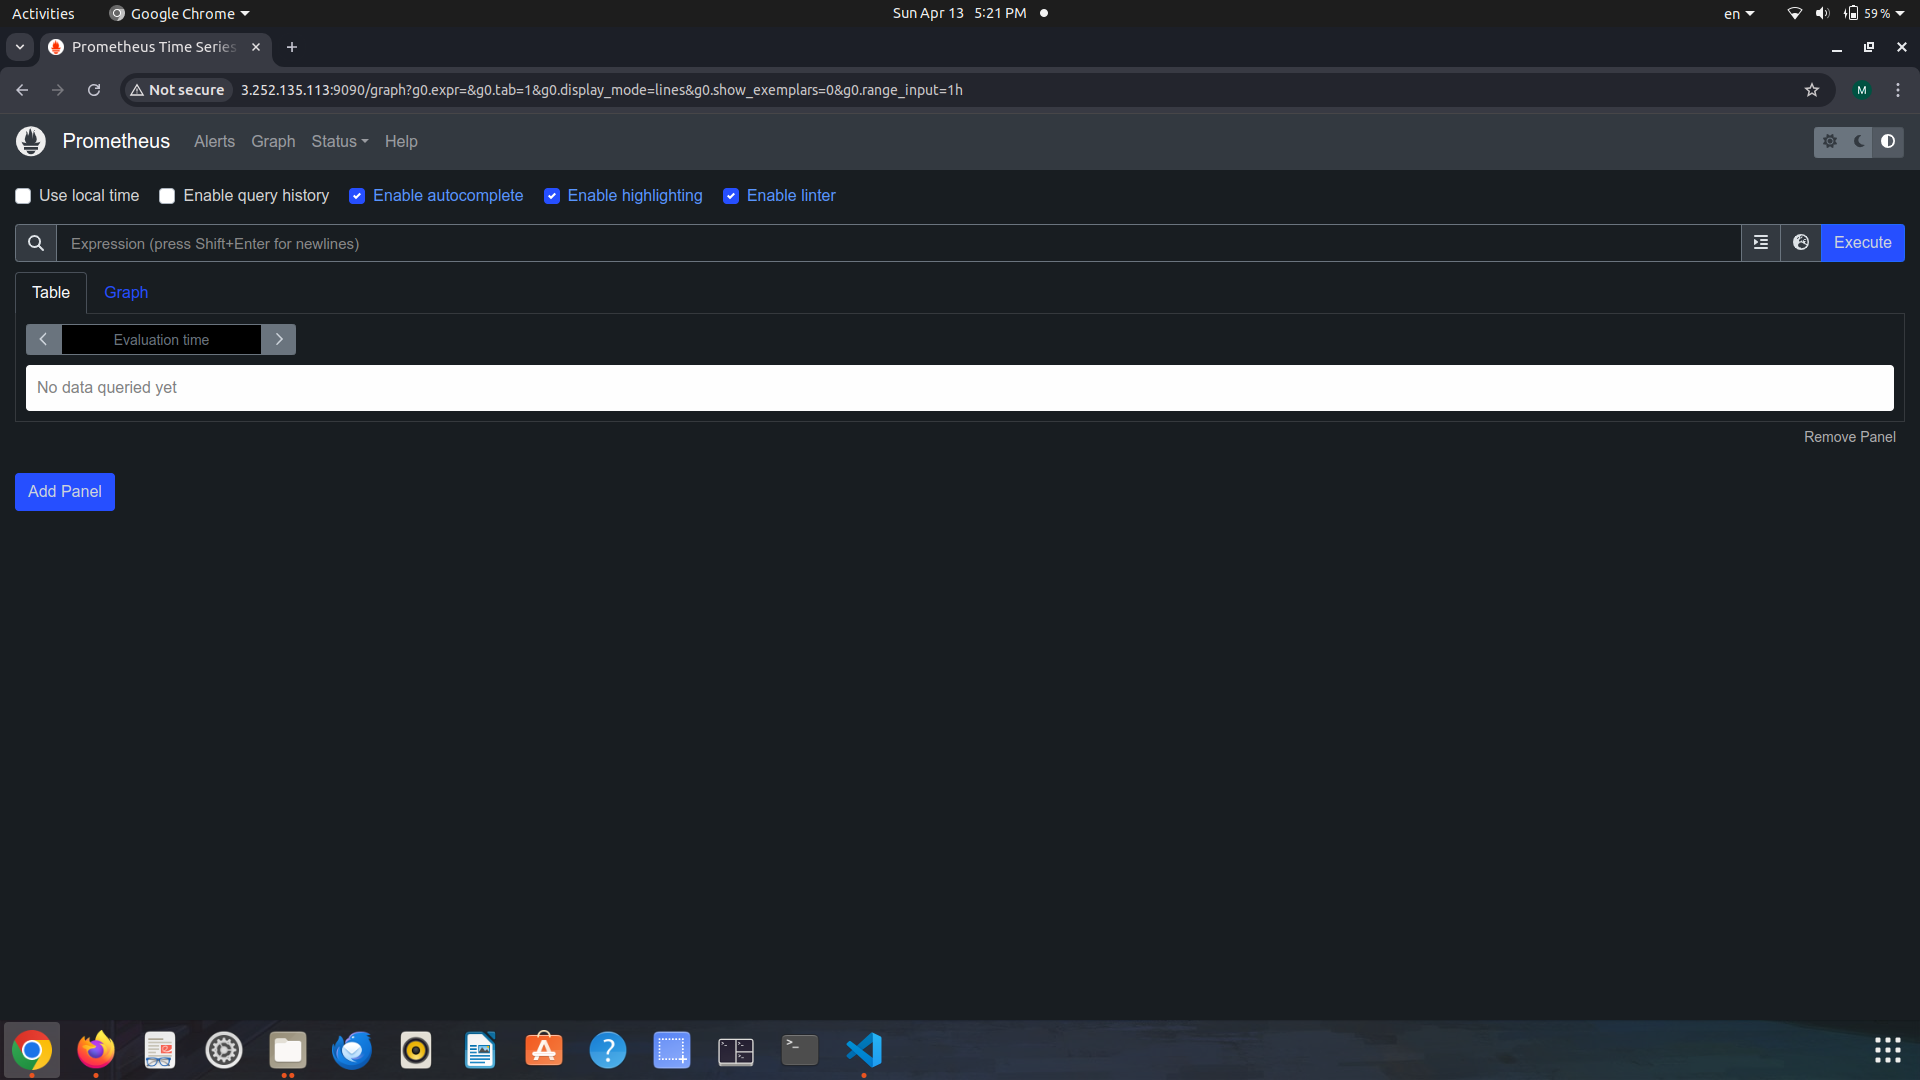 Activities Google Chrome Sun Apr 13 5:21 PM en 59 %
Prometheus Time Series
Not secure 3.252.135.113:9090/graph?g0.expr=&g0.tab=1&g0.display_mode=lines&g0.show_exemplars=0&g0.range_input=1h M
Prometheus Alerts Graph Status Help
Use local time Enable query history Enable autocomplete Enable highlighting Enable linter
Expression (press Shift+Enter for newlines) Execute
Table Graph
Evaluation time
No data queried yet
Remove Panel
Add Panel